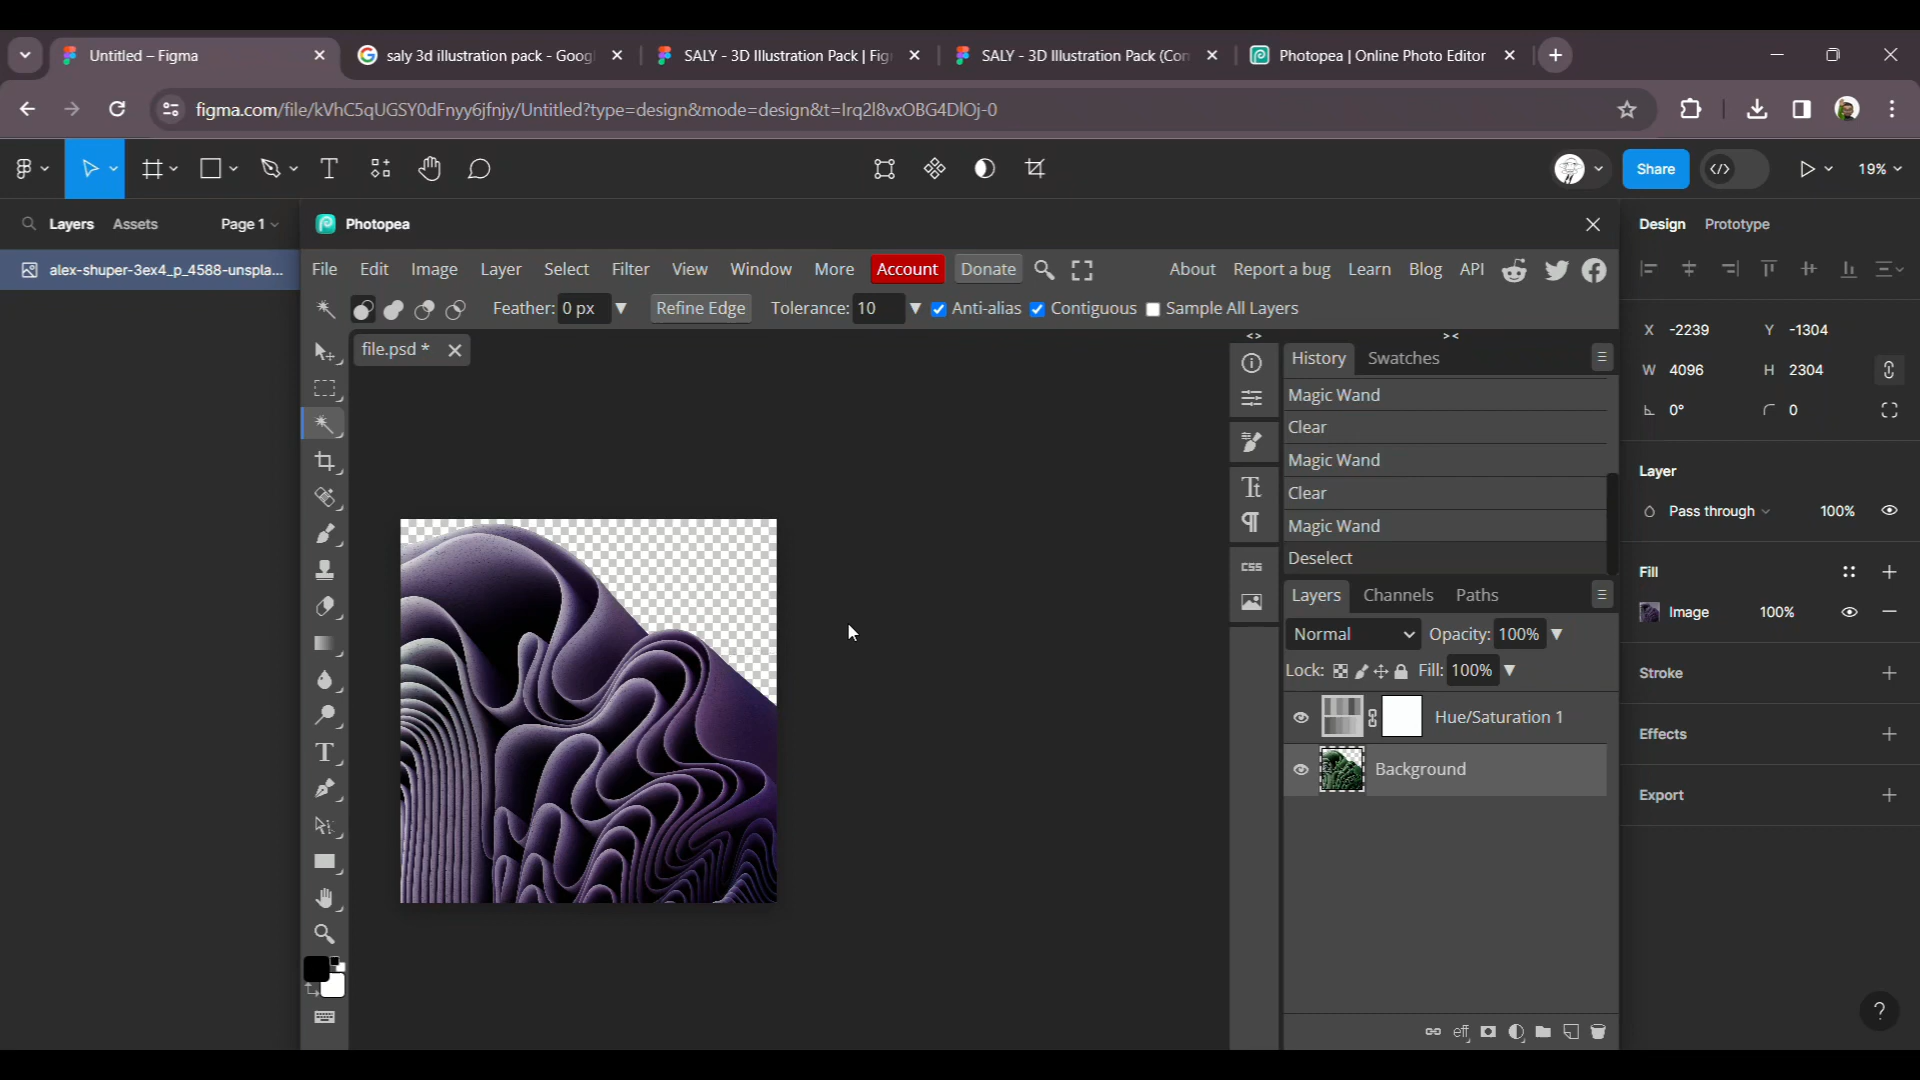 Untitled – Figma
saly 3d illustration pack - Goog
SALY - 3D Illustration Pack | Fig
SALY - 3D Illustration Pack (Con
Photopea | Online Photo Editor
figma.com/file/kVhC5qUGSY0dFnyy6jfnjy/Untitled?type=design&mode=design&t=Irq2l8vxOBG4DlOj-0
Share
19%
Layers Assets Page 1
Photopea
Design Prototype
alex-shuper-3ex4_p_4588-unspla...
File Edit Image Layer Select Filter View Window More Account Donate About Report a bug Learn Blog API
Feather: 0 px Refine Edge Tolerance: 10 Anti-alias Contiguous Sample All Layers
file.psd *
<> ><
History Swatches
Magic Wand
Clear
Magic Wand
Clear
Magic Wand
Deselect
CSS
Layers Channels Paths
Normal Opacity: 100%
Lock: Fill: 100%
Hue/Saturation 1
Background
eff
X -2239 Y -1304
W 4096 H 2304
0° 0
Layer
Pass through 100%
Fill
Image 100%
Stroke
Effects
Export
?